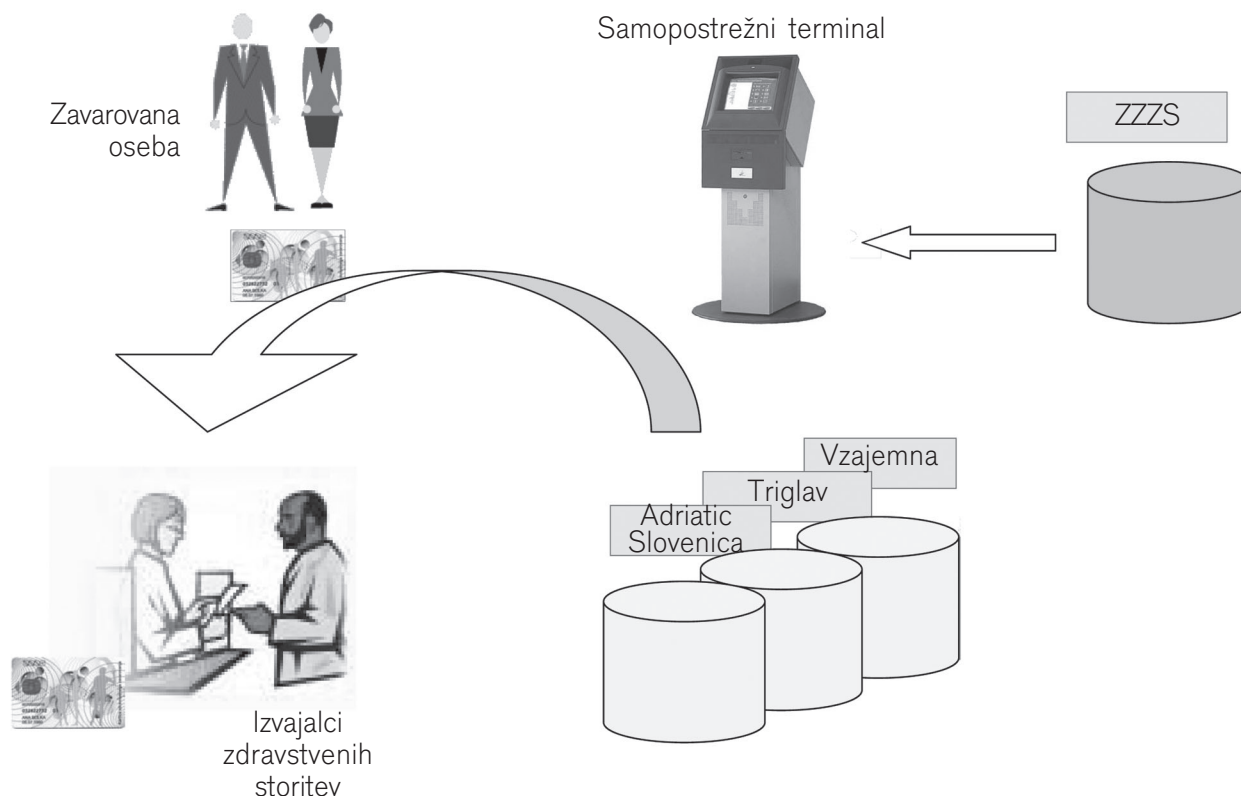 Samopostrežni terminal
Zavarovana
oseba
ZZZS
Vzajemna
Triglav
Adriatic
Slovenica
Izvajalci
zdravstvenih
storitev